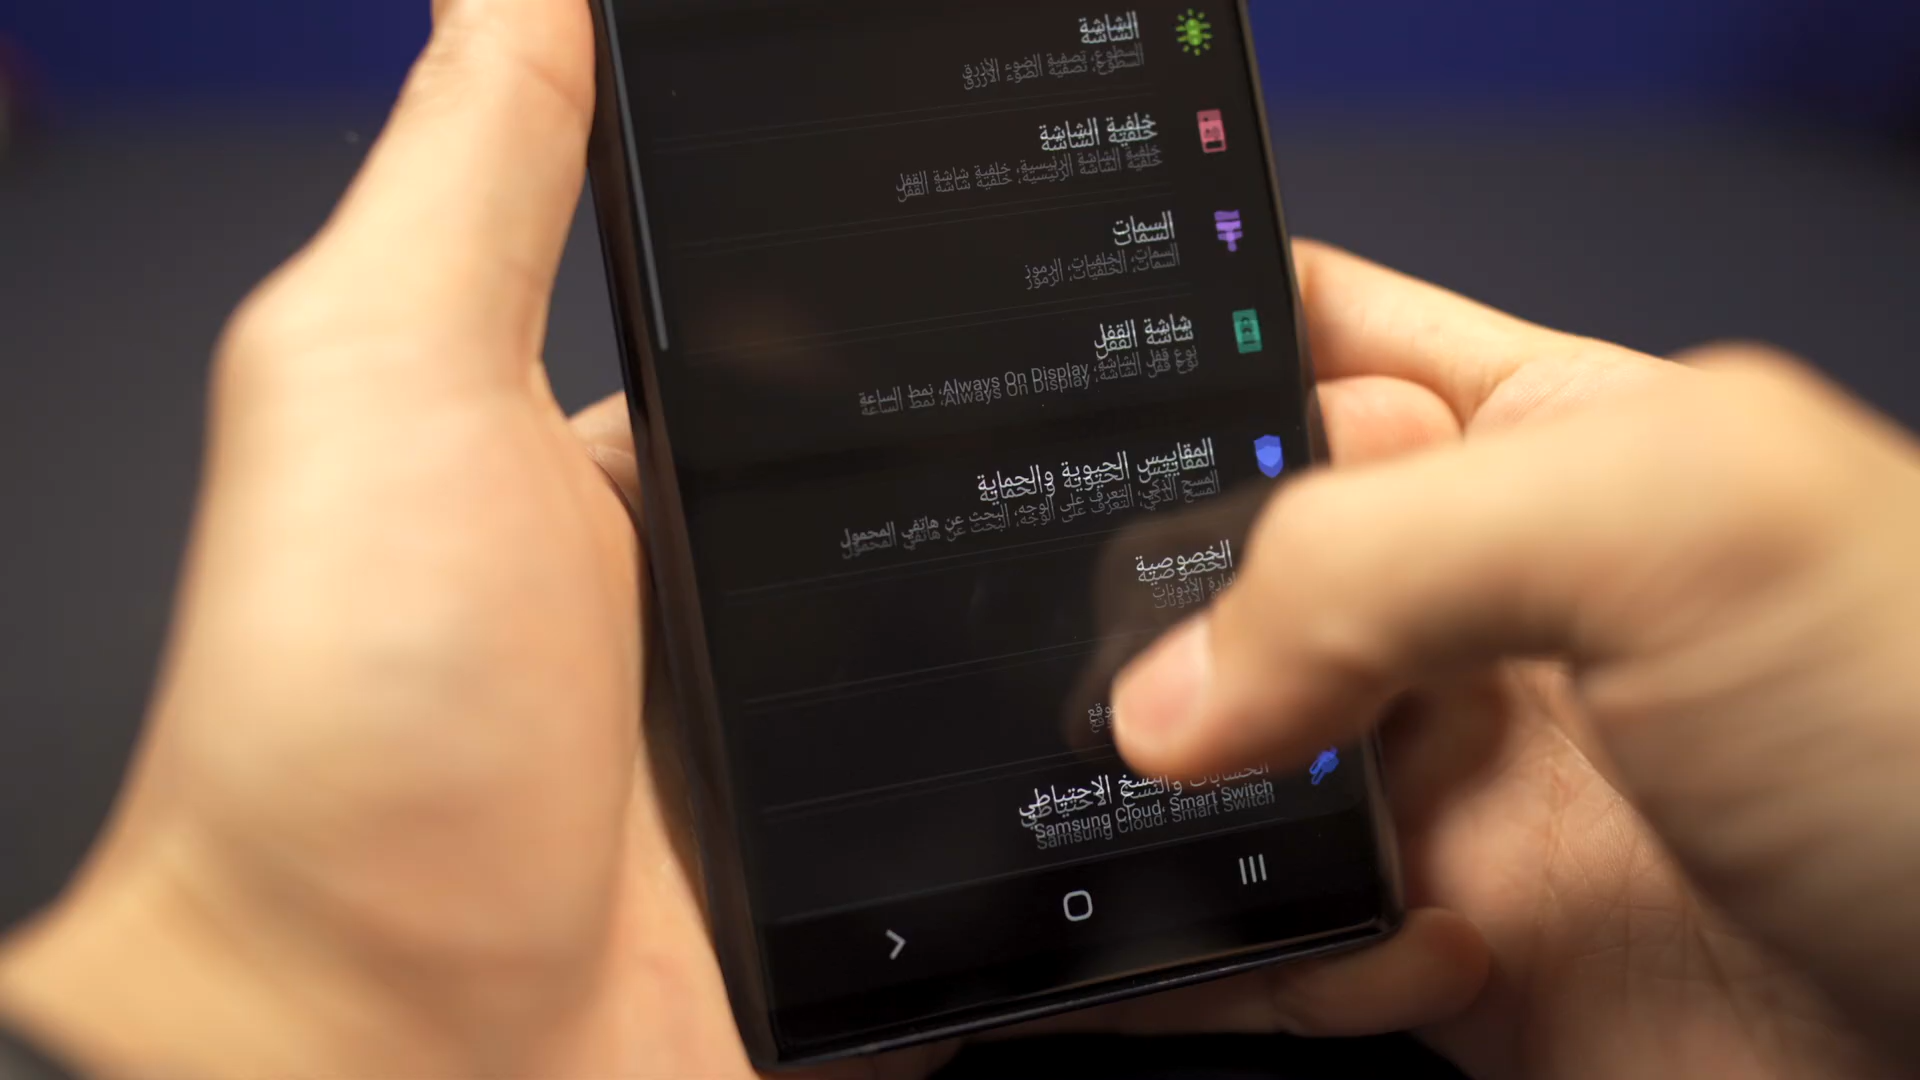 الشاشة
السطوع، تصفية الضوء الأزرق
خلفية الشاشة
خلفية الشاشة الرئيسية، خلفية شاشة القفل
السمات
السمات، الخلفيات، الرموز
شاشة القفل
نوع قفل الشاشة، Always On Display، نمط الساعة
المقاييس الحيوية والحماية
المسح الذكي، التعرف على الوجه، البحث عن هاتفي المحمول
الخصوصية
إدارة الأذونات
الحسابات والنسخ الاحتياطي
Samsung Cloud، Smart Switch